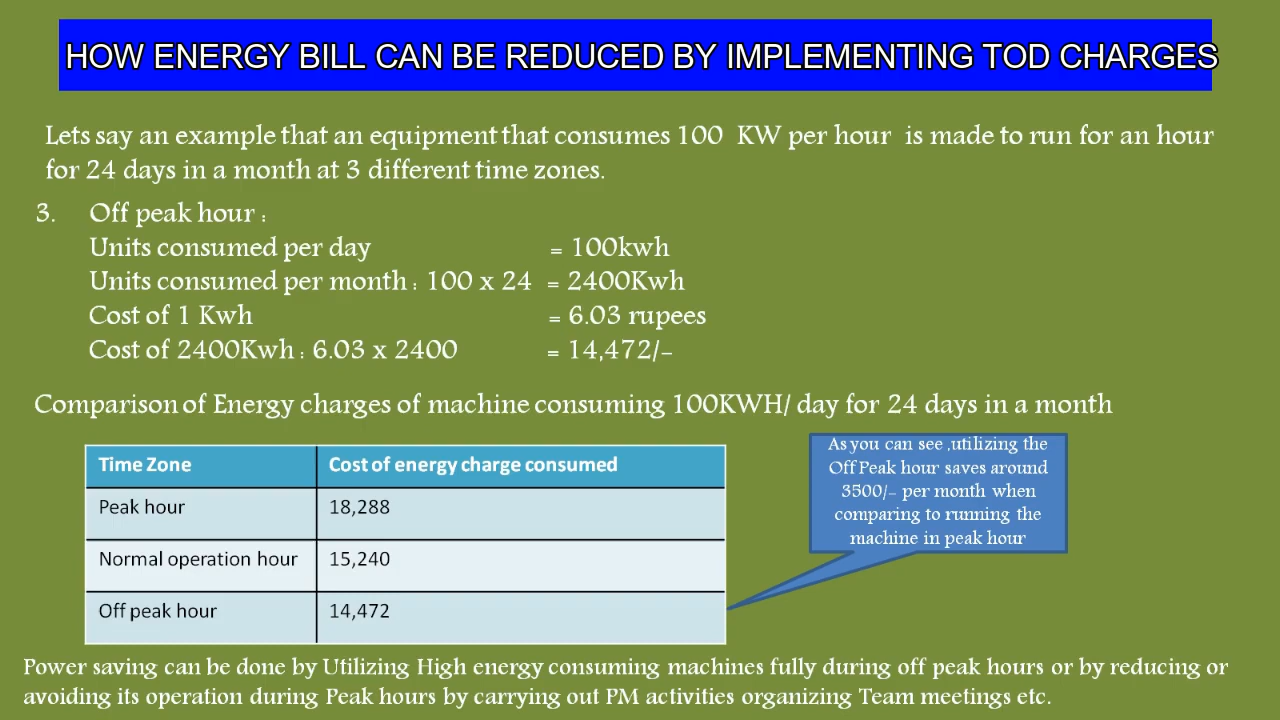 HOW ENERGY BILL CAN BE REDUCED BY IMPLEMENTING TOD CHARGES
Lets say an example that an equipment that consumes 100 KW per hour is made to run for an hour
for 24 days in a month at 3 different time zones.
3. Off peak hour :
Units consumed per day = 100kwh
Units consumed per month : 100 x 24 = 2400Kwh
Cost of 1 Kwh = 6.03 rupees
Cost of 2400Kwh : 6.03 x 2400 = 14,472/-
Comparison of Energy charges of machine consuming 100KWH/ day for 24 days in a month
Time Zone Cost of energy charge consumed
Peak hour 18,288
Normal operation hour 15,240
Off peak hour 14,472
As you can see ,utilizing the
Off Peak hour saves around
3500/- per month when
comparing to running the
machine in peak hour
Power saving can be done by Utilizing High energy consuming machines fully during off peak hours or by reducing or
avoiding its operation during Peak hours by carrying out PM activities organizing Team meetings etc.